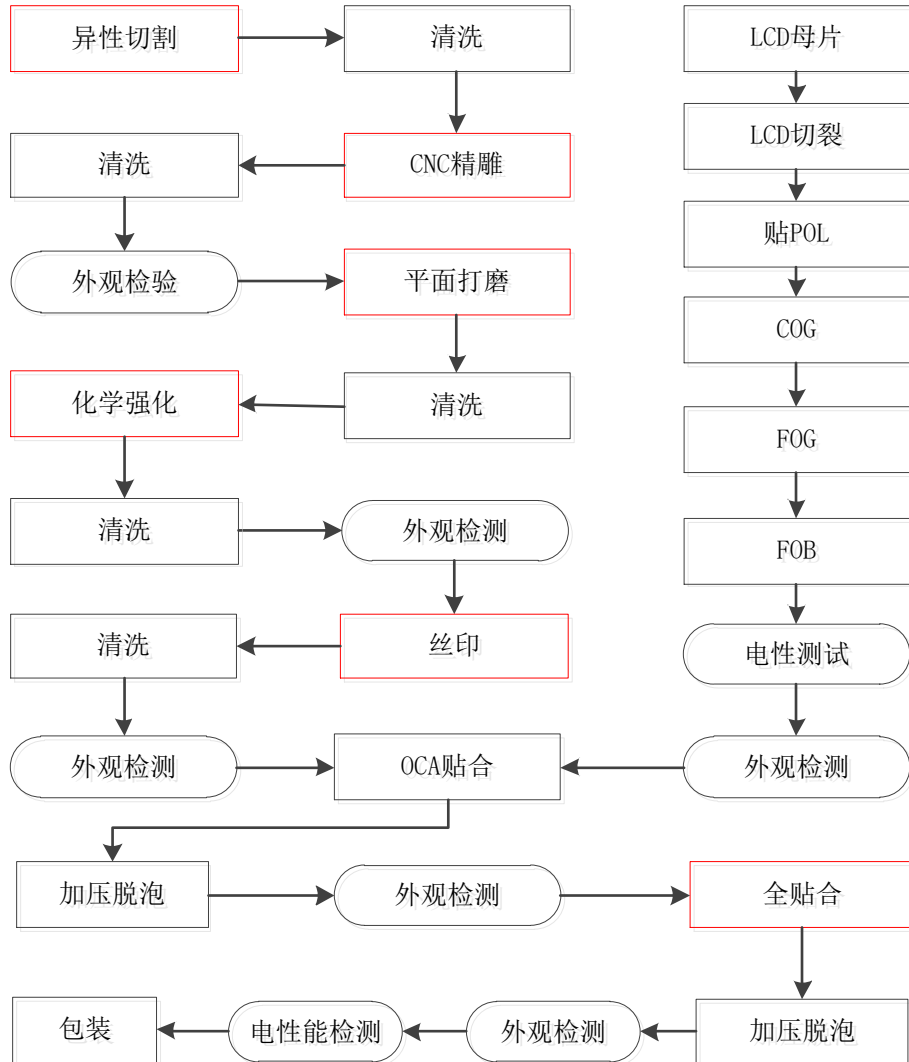 异性切割
清洗
LCD母片
LCD切裂
清洗
CNC精雕
贴POL
外观检验
平面打磨
COG
化学强化
清洗
FOG
清洗
外观检测
FOB
清洗
丝印
电性测试
外观检测
OCA贴合
外观检测
加压脱泡
外观检测
全贴合
包装
电性能检测
外观检测
加压脱泡